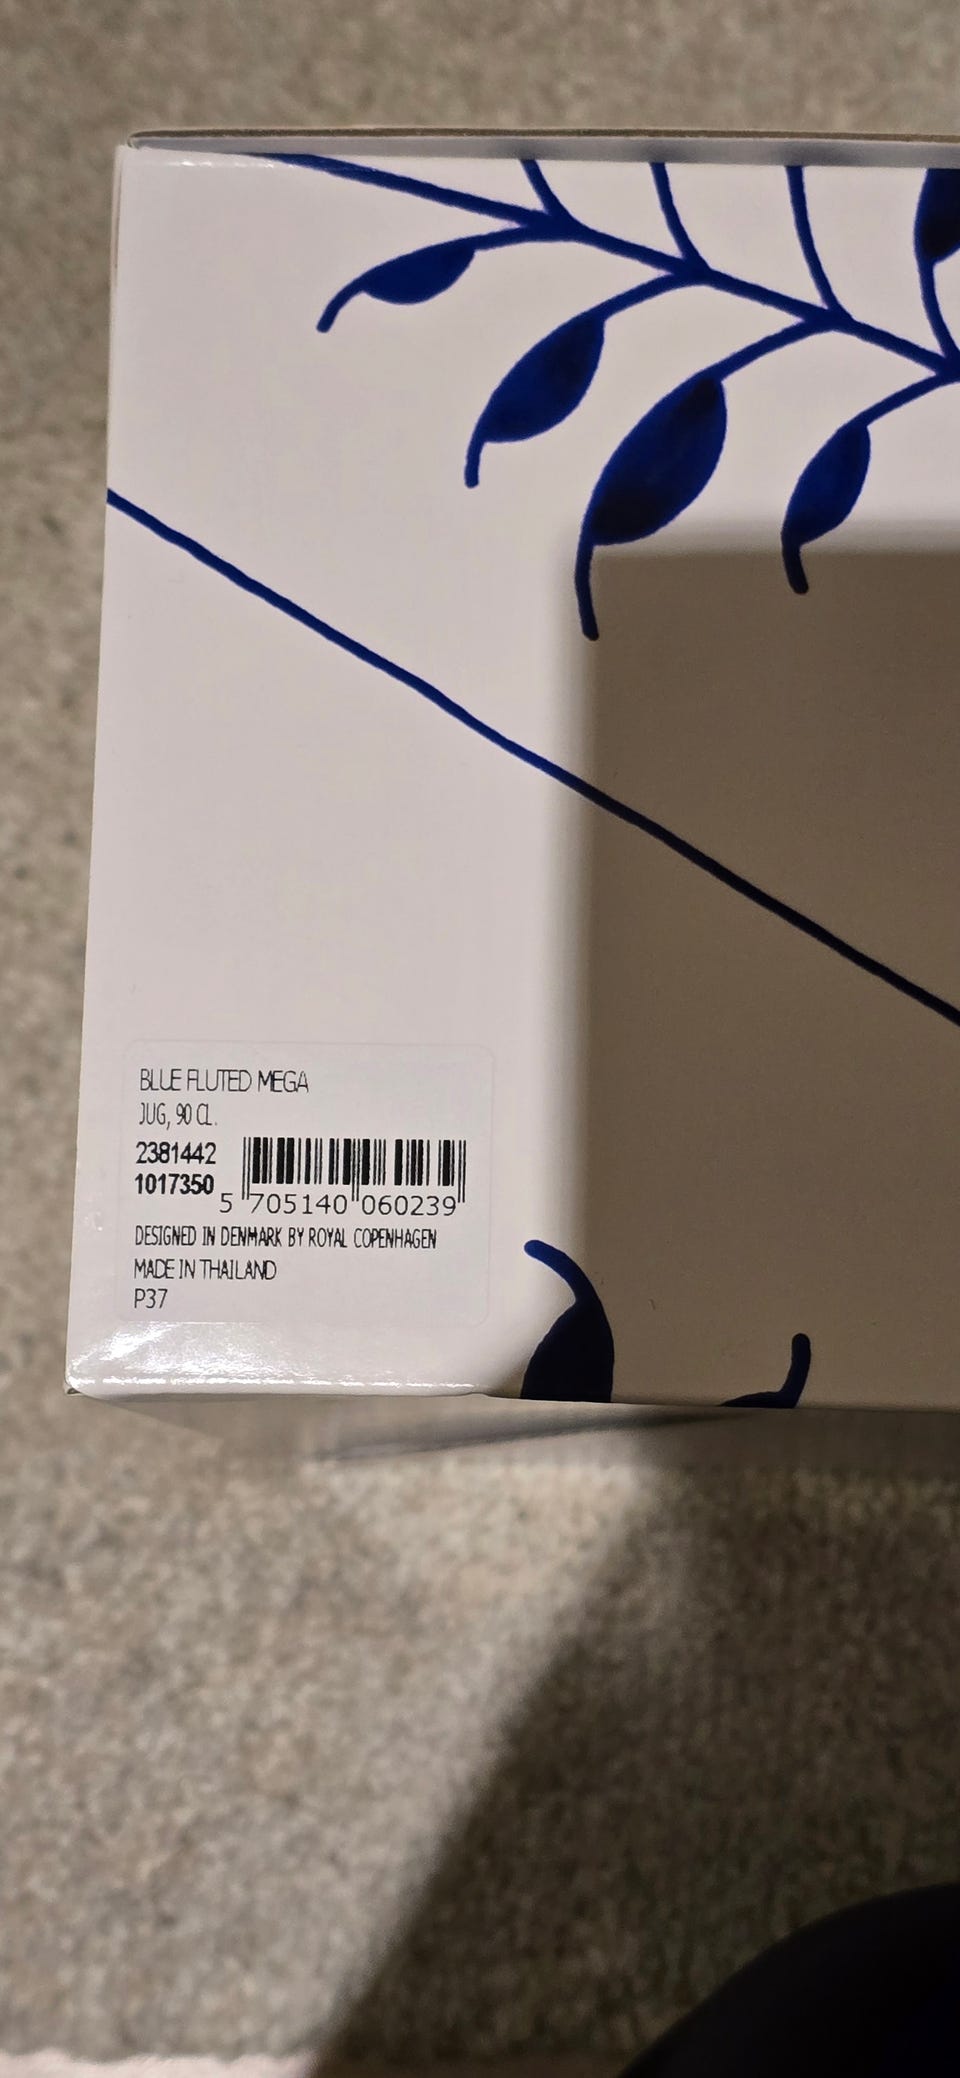 BLUE FLUTED MEGA
JUG, 90 CL.
2381442
1017350
5 705140 060239
DESIGNED IN DENMARK BY ROYAL COPENHAGEN
MADE IN THAILAND
P37